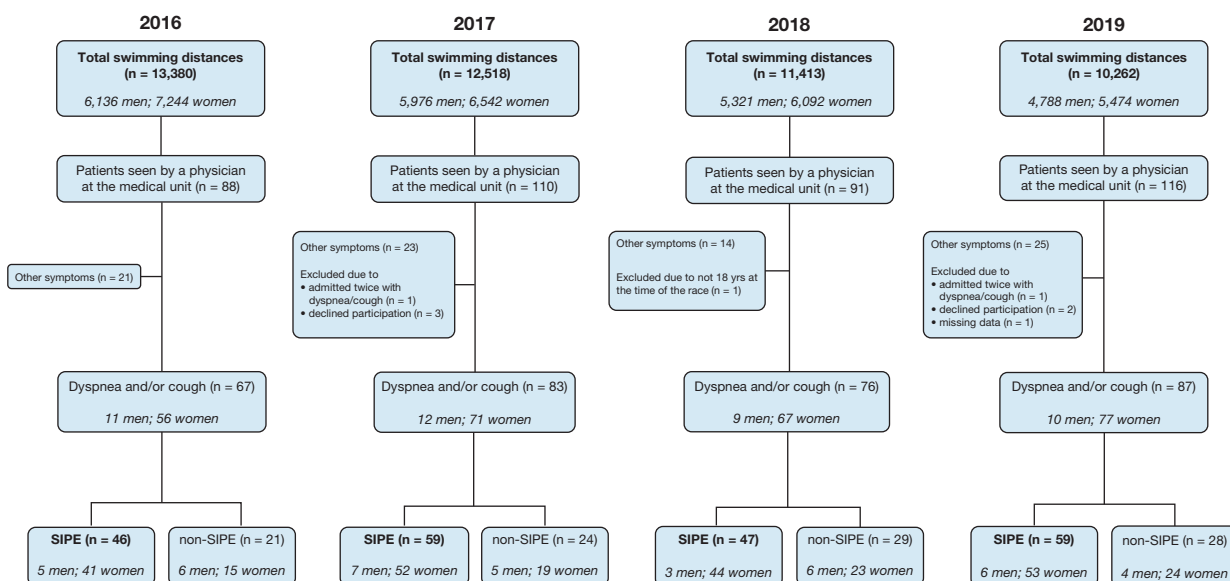 2016
Total swimming distances
(n = 13,380)
6,136 men; 7,244 women
Patients seen by a physician
at the medical unit (n = 88)
Other symptoms (n = 21)
Dyspnea and/or cough (n = 67)
11 men; 56 women
SIPE (n = 46)
5 men; 41 women
non-SIPE (n = 21)
6 men; 15 women
2017
Total swimming distances
(n = 12,518)
5,976 men; 6,542 women
Patients seen by a physician
at the medical unit (n = 110)
Other symptoms (n = 23)
Excluded due to
• admitted twice with
dyspnea/cough (n = 1)
• declined participation (n = 3)
Dyspnea and/or cough (n = 83)
12 men; 71 women
SIPE (n = 59)
7 men; 52 women
non-SIPE (n = 24)
5 men; 19 women
2018
Total swimming distances
(n = 11,413)
5,321 men; 6,092 women
Patients seen by a physician
at the medical unit (n = 91)
Other symptoms (n = 14)
Excluded due to not 18 yrs at
the time of the race (n = 1)
Dyspnea and/or cough (n = 76)
9 men; 67 women
SIPE (n = 47)
3 men; 44 women
non-SIPE (n = 29)
6 men; 23 women
2019
Total swimming distances
(n = 10,262)
4,788 men; 5,474 women
Patients seen by a physician
at the medical unit (n = 116)
Other symptoms (n = 25)
Excluded due to
• admitted twice with
dyspnea/cough (n = 1)
• declined participation (n = 2)
• missing data (n = 1)
Dyspnea and/or cough (n = 87)
10 men; 77 women
SIPE (n = 59)
6 men; 53 women
non-SIPE (n = 28)
4 men; 24 women